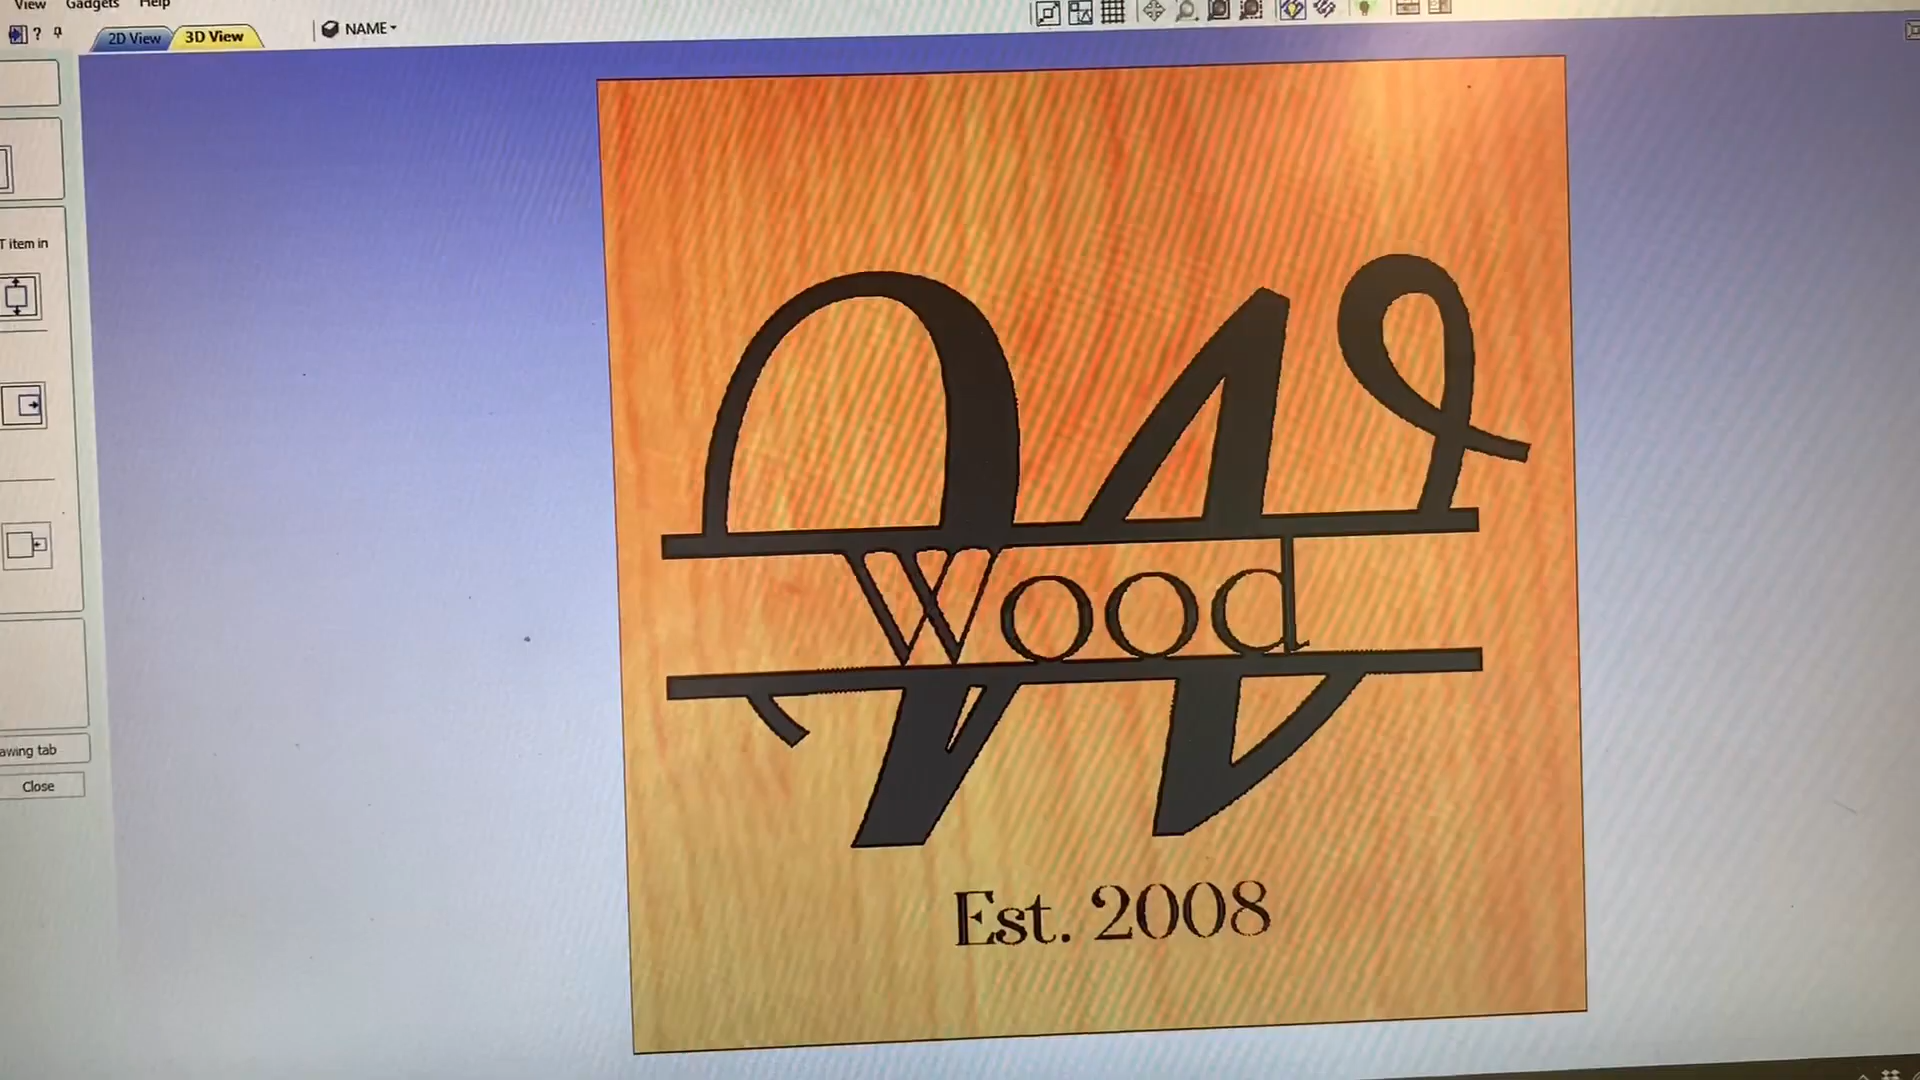 View Gadgets Help
?
2D View 3D View NAME
T item in
awing tab
Close
W
Wood
Est. 2008